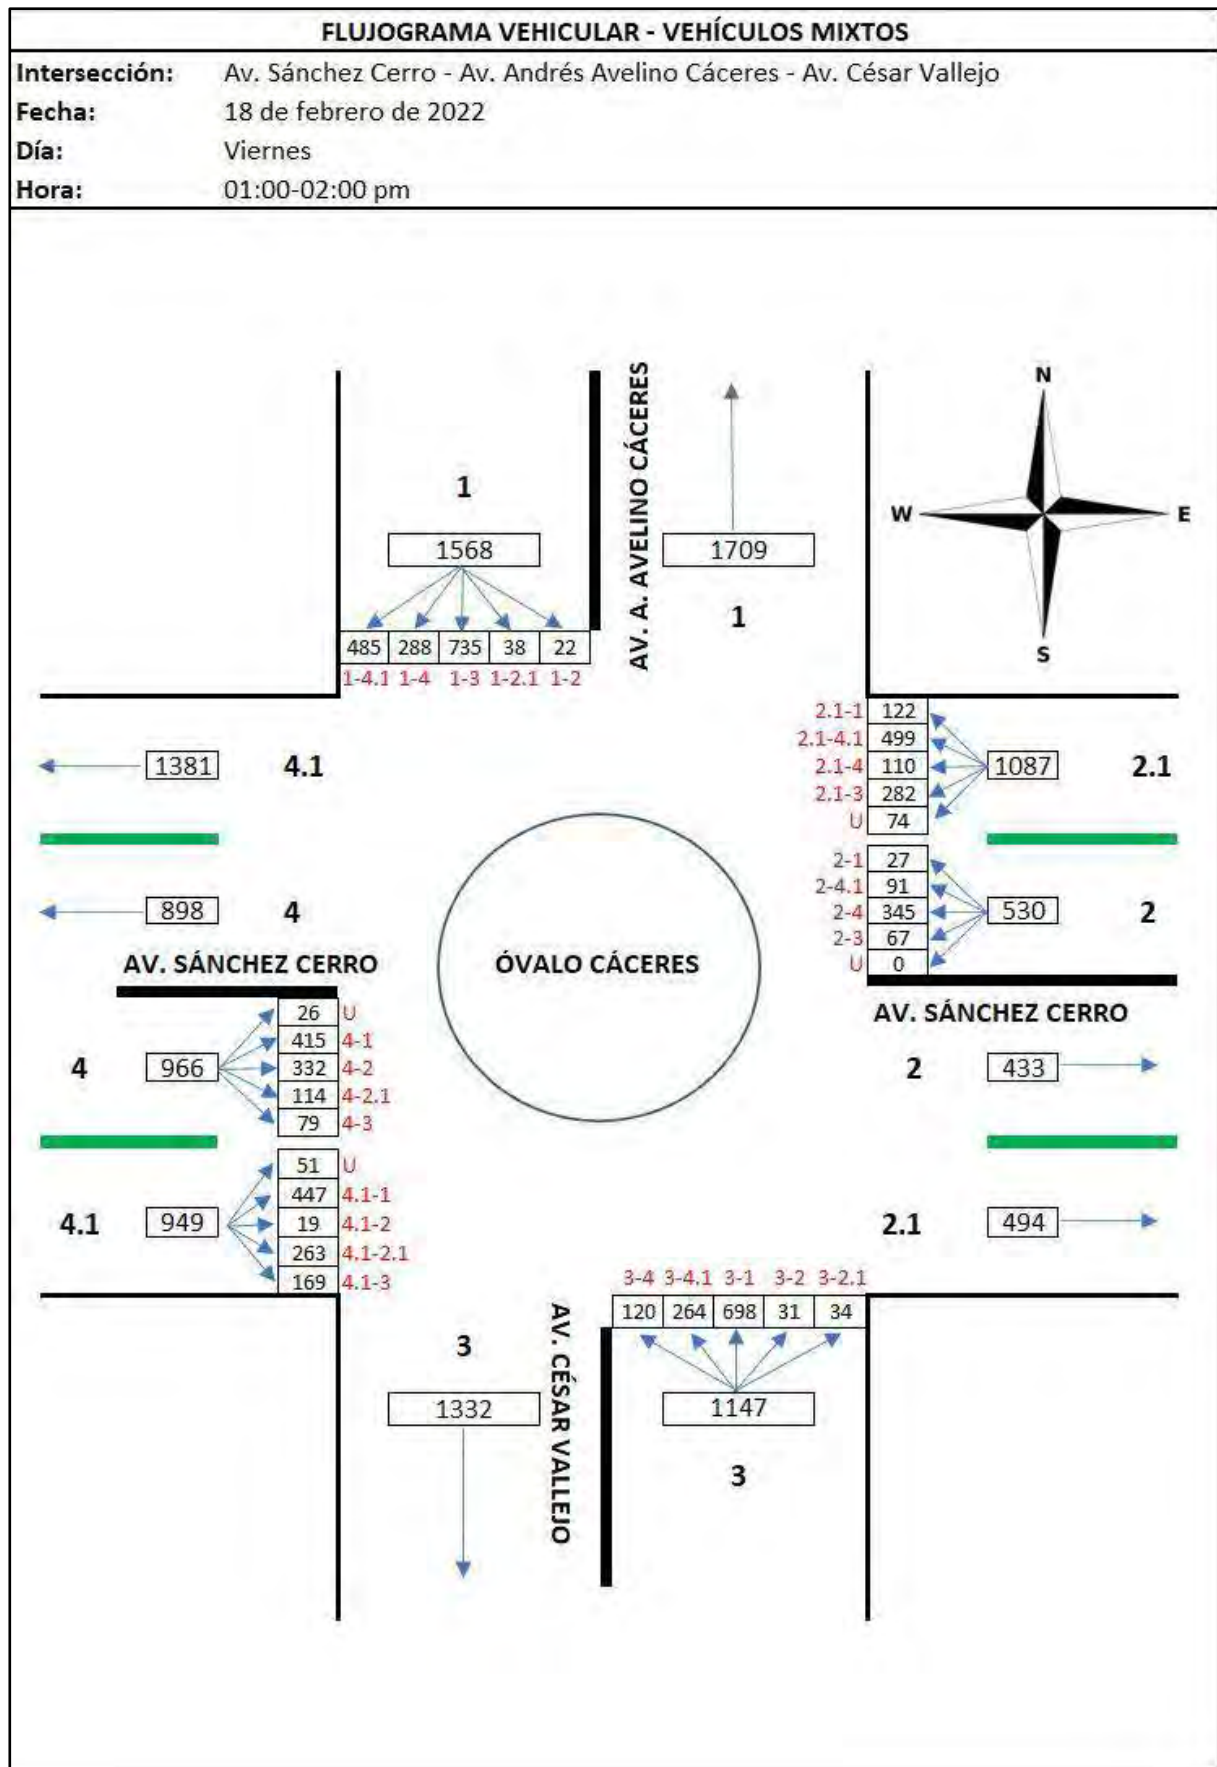 FLUJOGRAMA VEHICULAR - VEHÍCULOS MIXTOS
Intersección: Av. Sánchez Cerro - Av. Andrés Avelino Cáceres - Av. César Vallejo
Fecha: 18 de febrero de 2022
Día: Viernes
Hora: 01:00-02:00 pm
N
W E
S
AV. A. AVELINO CÁCERES
1
1568
485 288 735 38 22
1-4.1 1-4 1-3 1-2.1 1-2
1709
1
2.1-1 122
2.1-4.1 499
2.1-4 110
2.1-3 282
U 74
1087 2.1
2-1 27
2-4.1 91
2-4 345
2-3 67
U 0
530 2
1381 4.1
898 4
AV. SÁNCHEZ CERRO
ÓVALO CÁCERES
AV. SÁNCHEZ CERRO
4 966
26 U
415 4-1
332 4-2
114 4-2.1
79 4-3
4.1 949
51 U
447 4.1-1
19 4.1-2
263 4.1-2.1
169 4.1-3
2 433
2.1 494
3-4 3-4.1 3-1 3-2 3-2.1
120 264 698 31 34
1147
3
AV. CÉSAR VALLEJO
3
1332